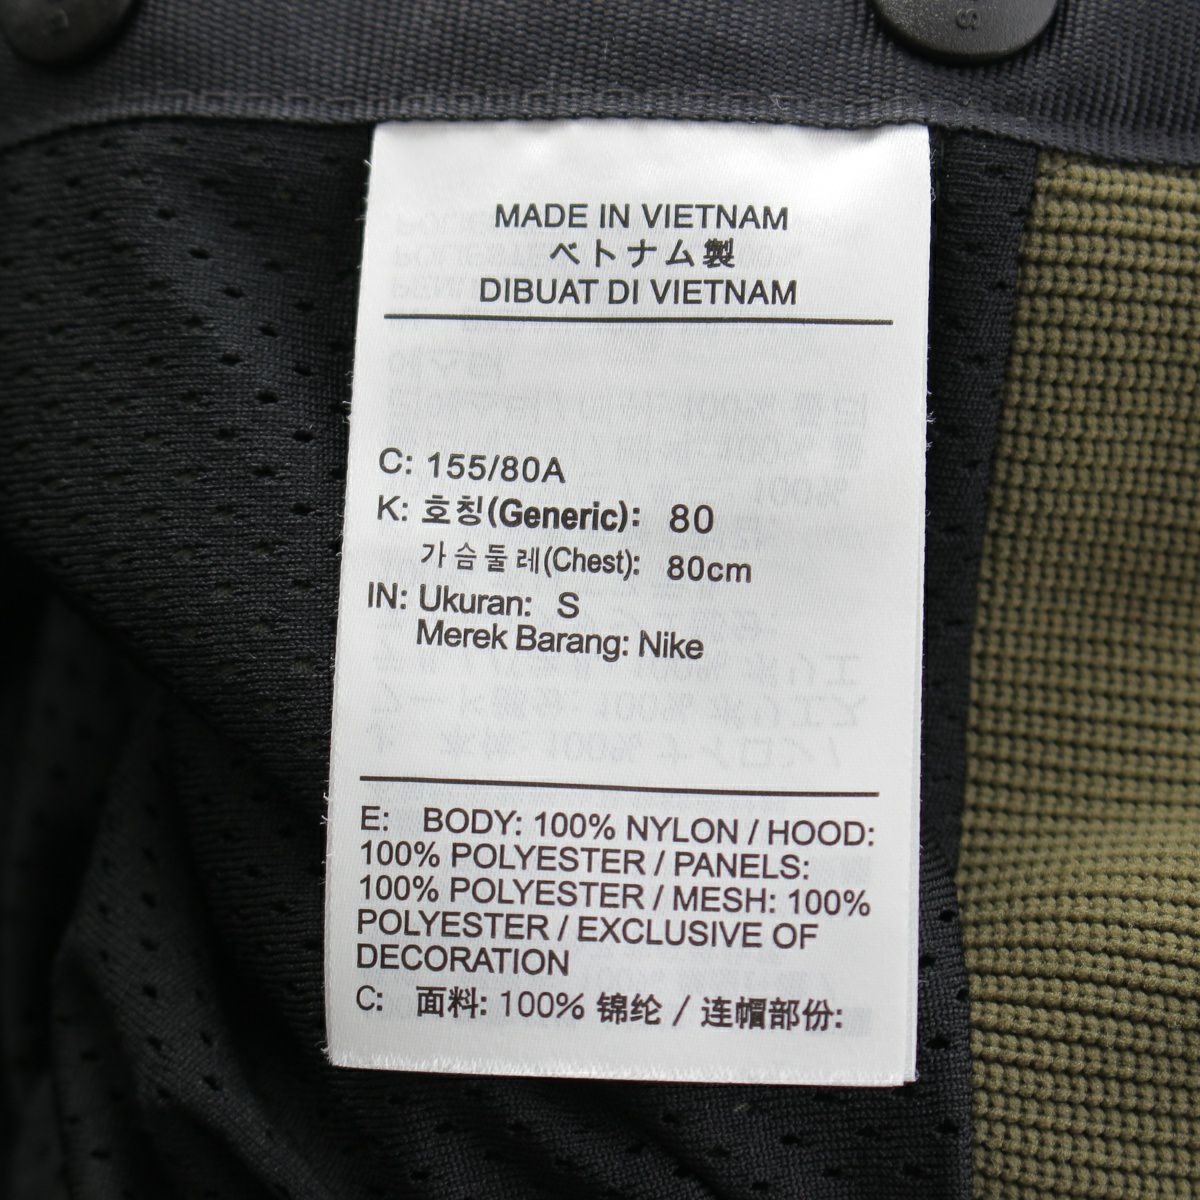 MADE IN VIETNAM
ベトナム製
DIBUAT DI VIETNAM
C: 155/80A
K: 호칭(Generic): 80
가슴둘레(Chest): 80cm
IN: Ukuran: S
Merek Barang: Nike
E: BODY: 100% NYLON / HOOD:
100% POLYESTER / PANELS:
100% POLYESTER / MESH: 100%
POLYESTER / EXCLUSIVE OF
DECORATION
C: 面料: 100% 锦纶 / 连帽部份: